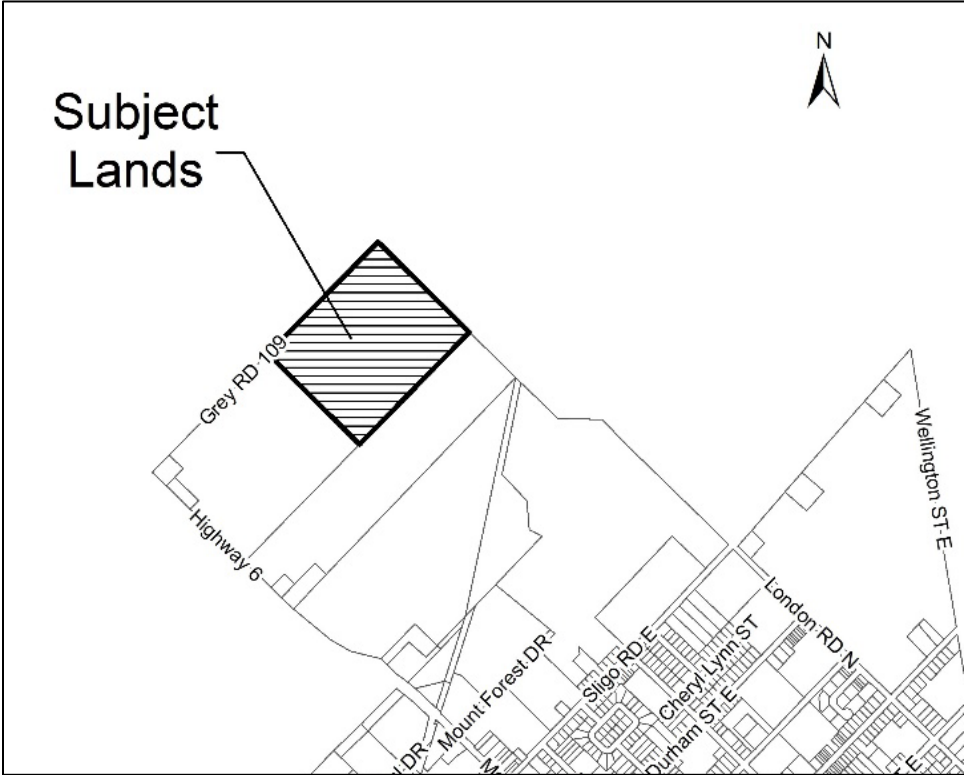 N
Subject
Lands
Grey RD 109
Highway 6
Wellington ST E
London RD N
Sligo RD E
Cheryl Lynn ST
Mount Forest DR
Durham ST E
DR